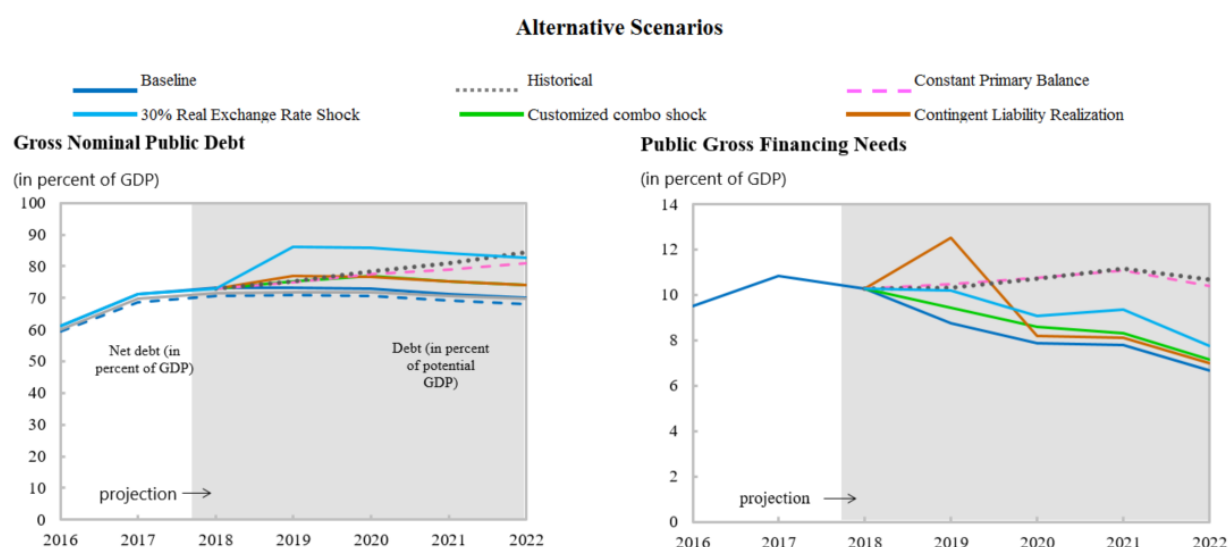 Alternative Scenarios
Baseline
Historical
Constant Primary Balance
30% Real Exchange Rate Shock
Customized combo shock
Contingent Liability Realization
Gross Nominal Public Debt
(in percent of GDP)
100
90
80
70
60
50
40
30
20
10
0
Net debt (in
percent of GDP)
Debt (in percent
of potential
GDP)
projection →
2016 2017 2018 2019 2020 2021 2022
Public Gross Financing Needs
(in percent of GDP)
14
12
10
8
6
4
2
0
projection →
2016 2017 2018 2019 2020 2021 2022